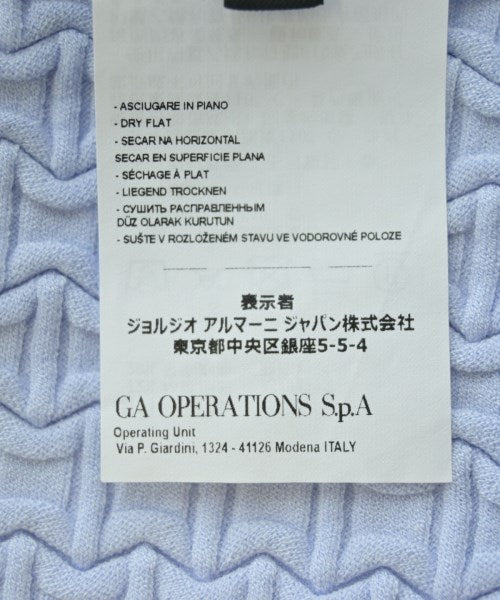 - ASCIUGARE IN PIANO
- DRY FLAT
- SECAR NA HORIZONTAL
SECAR EN SUPERFICIE PLANA
- SÉCHAGE À PLAT
- LIEGEND TROCKNEN
- СУШИТЬ РАСПРАВЛЕННЫМ
DÜZ OLARAK KURUTUN
- SUŠTE V ROZLOŽENÉM STAVU VE VODOROVNÉ POLOZE
表示者
ジョルジオ アルマーニ ジャパン株式会社
東京都中央区銀座5-5-4
GA OPERATIONS S.p.A
Operating Unit
Via P. Giardini, 1324 - 41126 Modena ITALY